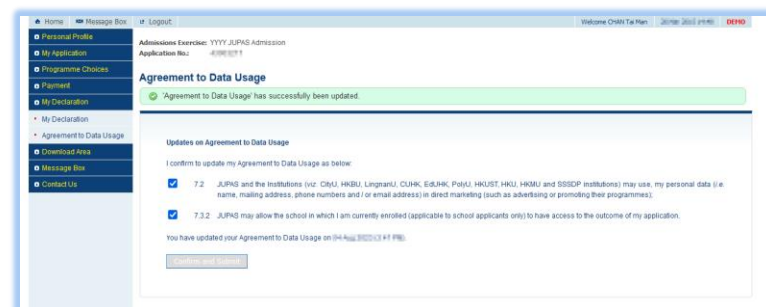 Home Message Box Logout Welcome CHAN Tai Man DEMO
Personal Profile
My Application
Programme Choices
Payment
My Declaration
My Declaration
Agreement to Data Usage
Download Area
Message Box
Contact Us
Admissions Exercise: YYYY JUPAS Admission
Application No.:
Agreement to Data Usage
'Agreement to Data Usage' has successfully been updated.
Updates on Agreement to Data Usage
I confirm to update my Agreement to Data Usage as below:
7.2 JUPAS and the Institutions (viz. CityU, HKBU, LingnanU, CUHK, EdUHK, PolyU, HKUST, HKU, HKMU and SSSDP institutions) may use, my personal data (i.e.
name, mailing address, phone numbers and / or email address) in direct marketing (such as advertising or promoting their programmes);
7.3.2 JUPAS may allow the school in which I am currently enrolled (applicable to school applicants only) to have access to the outcome of my application.
You have updated your Agreement to Data Usage on
Confirm and Submit